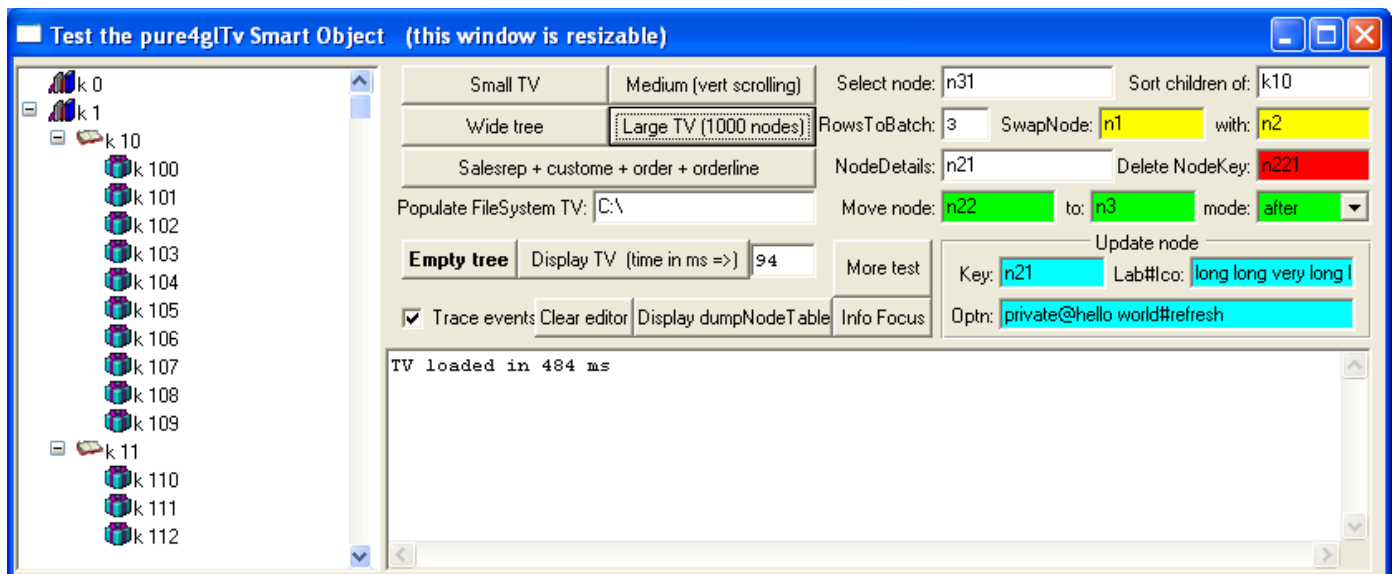 Test the pure4glTv Smart Object (this window is resizable)
k 0
k 1
k 10
k 100
k 101
k 102
k 103
k 104
k 105
k 106
k 107
k 108
k 109
k 11
k 110
k 111
k 112
Small TV Medium (vert scrolling) Select node: n31 Sort children of: k10
Wide tree Large TV (1000 nodes) RowsToBatch: 3 SwapNode: n1 with: n2
Salesrep + custome + order + orderline NodeDetails: n21 Delete NodeKey: n221
Populate FileSystem TV: C:\ Move node: n22 to: n3 mode: after
Update node
Empty tree Display TV (time in ms =>) 94 More test Key: n21 Lab#Ico: long long very long l
Trace events Clear editor Display dumpNodeTable Info Focus Optn: private@hello world#refresh
TV loaded in 484 ms